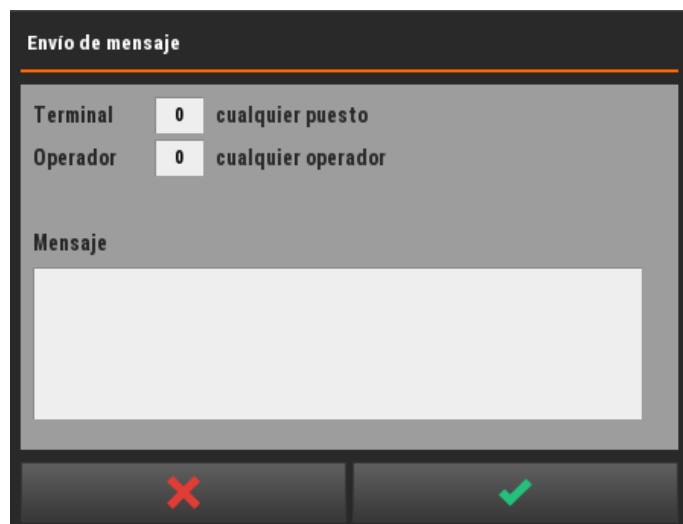 Envío de mensaje
Terminal 0 cualquier puesto
Operador 0 cualquier operador
Mensaje